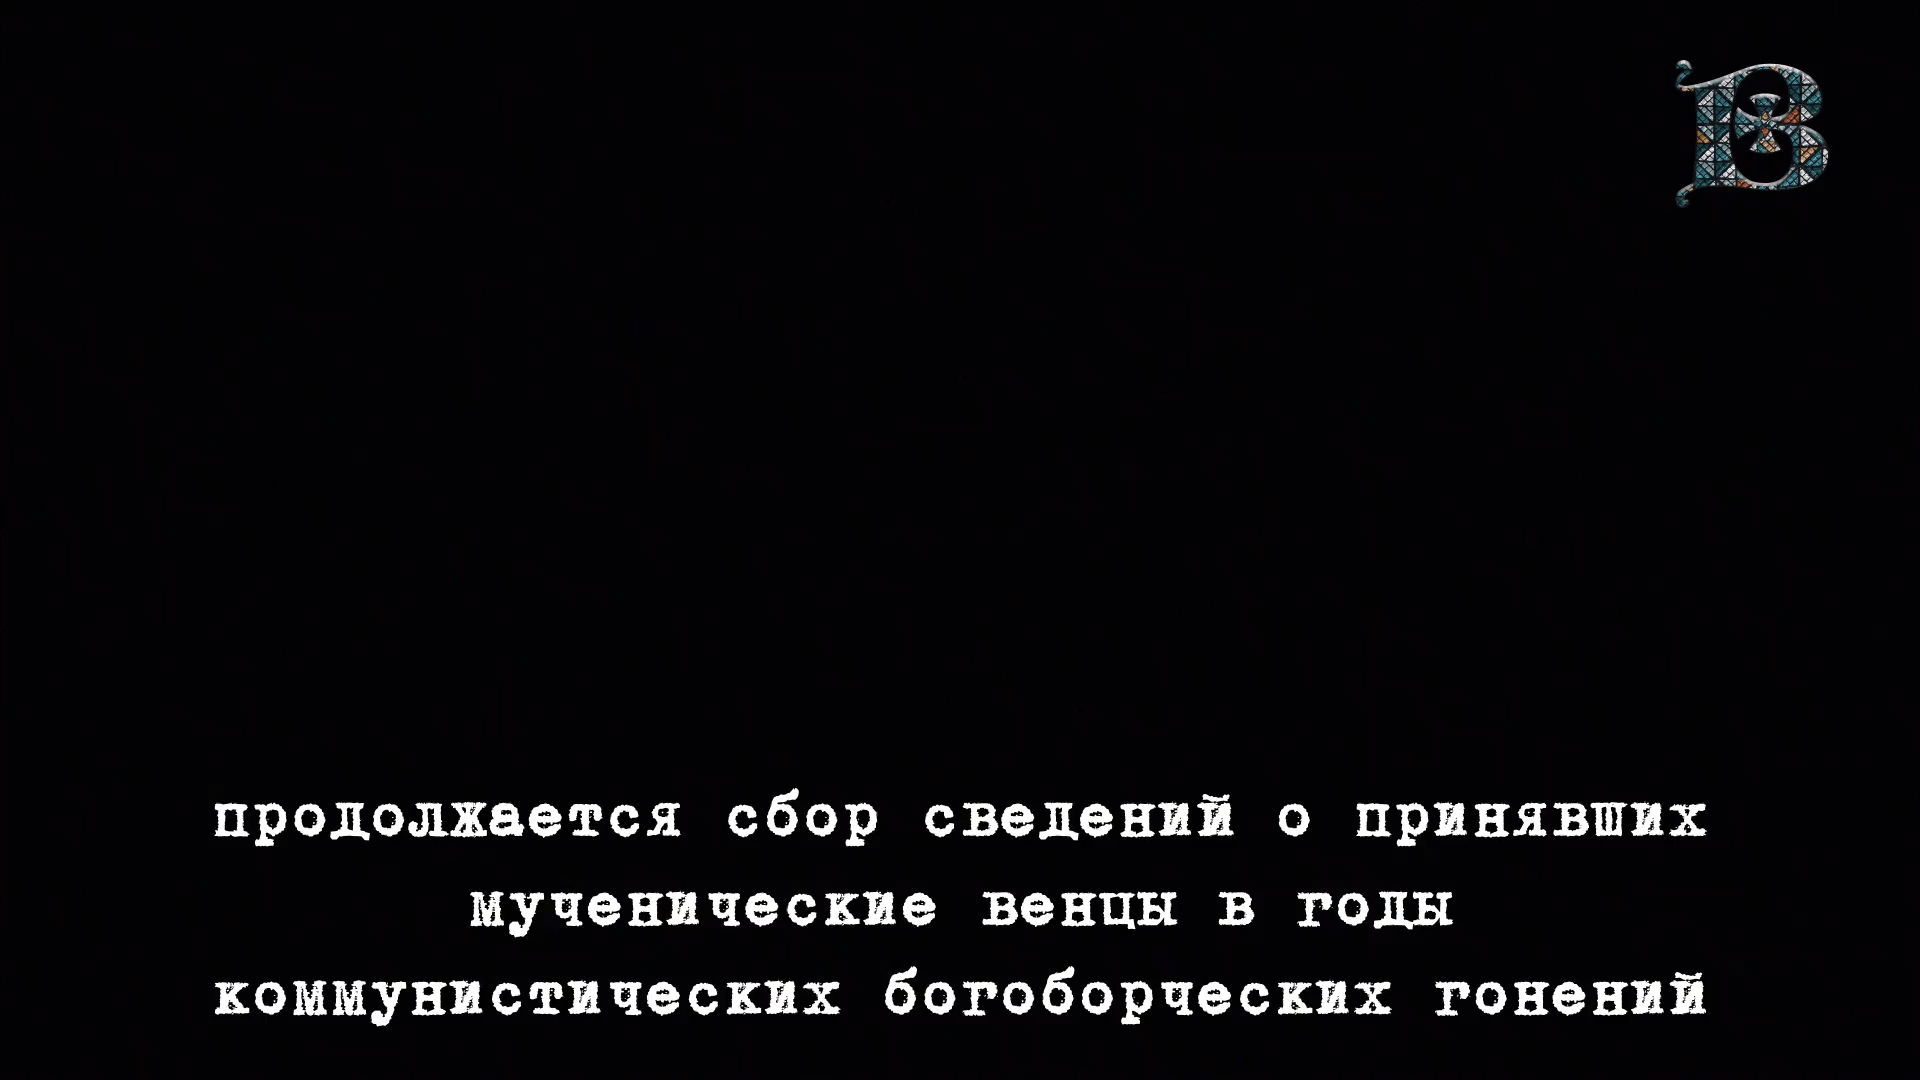 продолжается сбор сведений о принявших
мученические венцы в годы
коммунистических богоборческих гонений